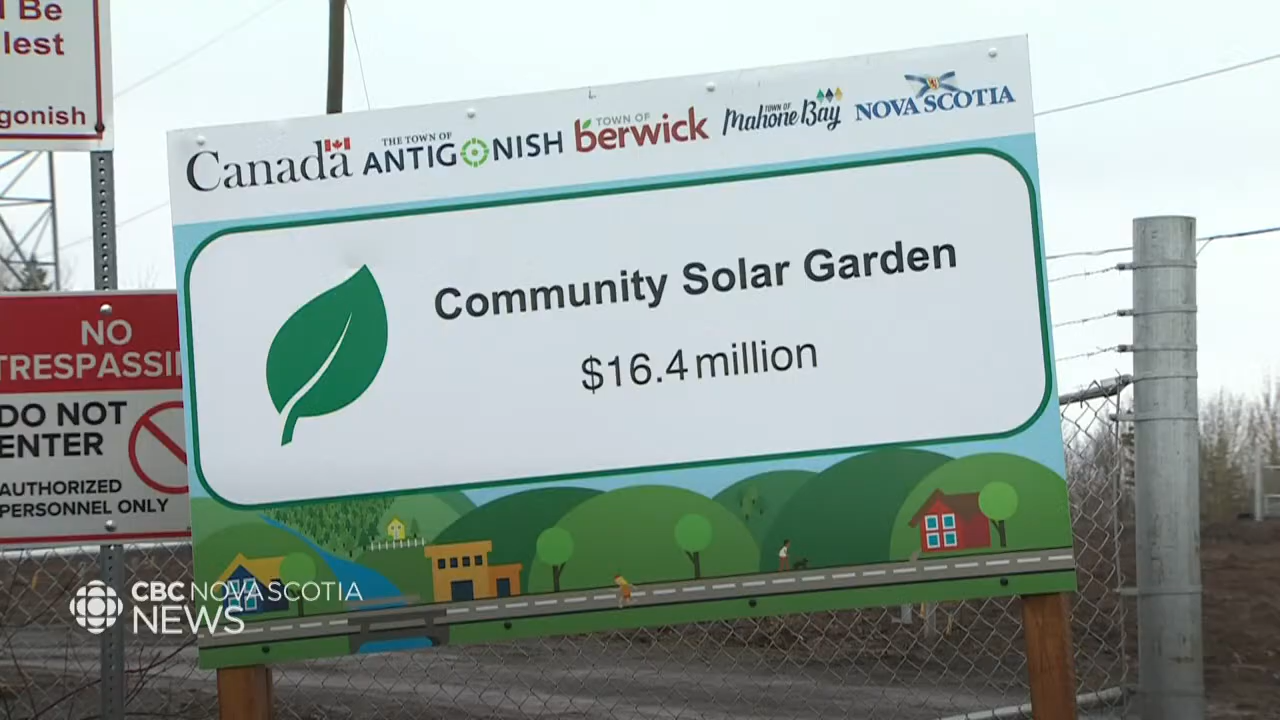 Be
lest
gonish
Canada
THE TOWN OF
ANTIGONISH
TOWN OF
berwick
TOWN OF
Mahone Bay
NOVA SCOTIA
Community Solar Garden
$16.4 million
NO
TRESPASSI
DO NOT
ENTER
AUTHORIZED
PERSONNEL ONLY
CBC NOVA SCOTIA
NEWS